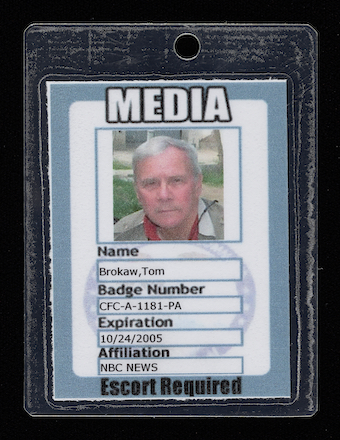 MEDIA
Name
Brokaw,Tom
Badge Number
CFC-A-1181-PA
Expiration
10/24/2005
Affiliation
NBC NEWS
Escort Required